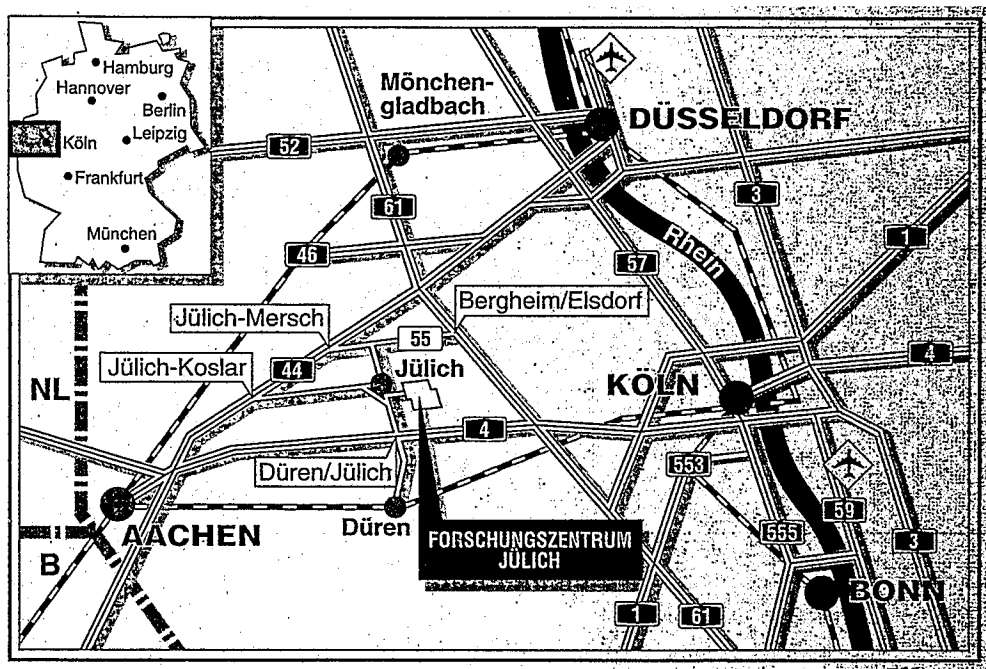 Hamburg
Hannover
Berlin
Leipzig
Köln
Frankfurt
München
Mönchen-
gladbach
DÜSSELDORF
52
61
3
1
46
57
Rhein
Bergheim/Elsdorf
Jülich-Mersch
55
4
Jülich-Koslar
44
Jülich
NL
KÖLN
4
Düren/Jülich
553
59
AACHEN
Düren
555
3
B
FORSCHUNGSZENTRUM
JÜLICH
BONN
1
61